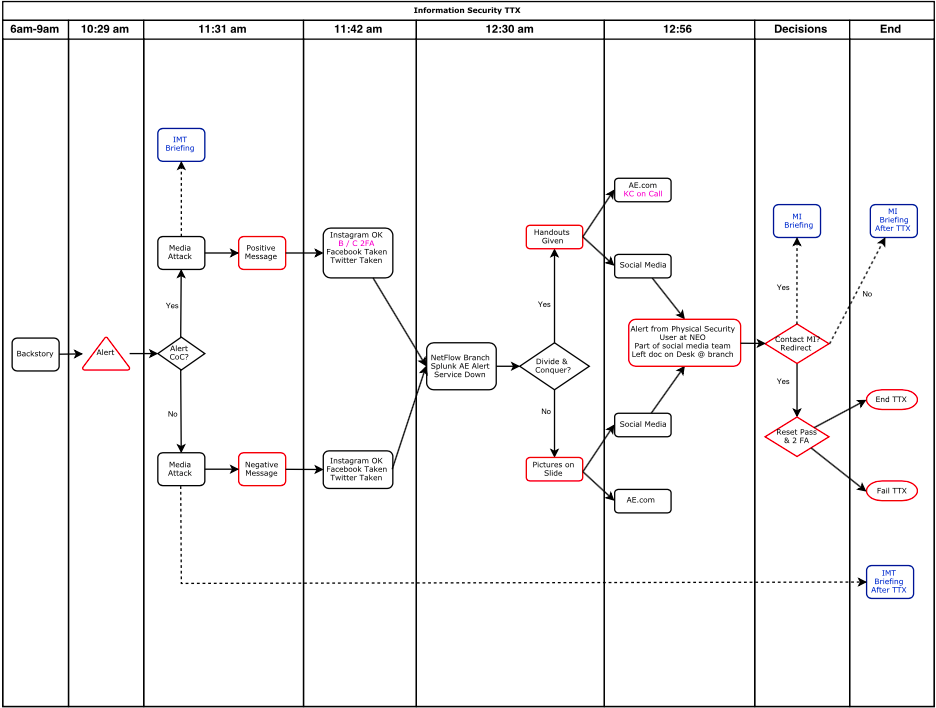 Information Security TTX
6am-9am
10:29 am
11:31 am
11:42 am
12:30 am
12:56
Decisions
End
Backstory
Alert
Alert
CoC?
Yes
No
IMT
Briefing
Media
Attack
Positive
Message
Media
Attack
Negative
Message
Instagram OK
B / C 2FA
Facebook Taken
Twitter Taken
Instagram OK
Facebook Taken
Twitter Taken
NetFlow Branch
Splunk AE Alert
Service Down
Divide &
Conquer?
Yes
No
Handouts
Given
Pictures on
Slide
AE.com
KC on Call
Social Media
Alert from Physical Security
User at NEO
Part of social media team
Left doc on Desk @ branch
Social Media
AE.com
MI
Briefing
Yes
Contact MI?
Redirect
Yes
No
Reset Pass
& 2 FA
MI
Briefing
After TTX
End TTX
Fail TTX
IMT
Briefing
After TTX